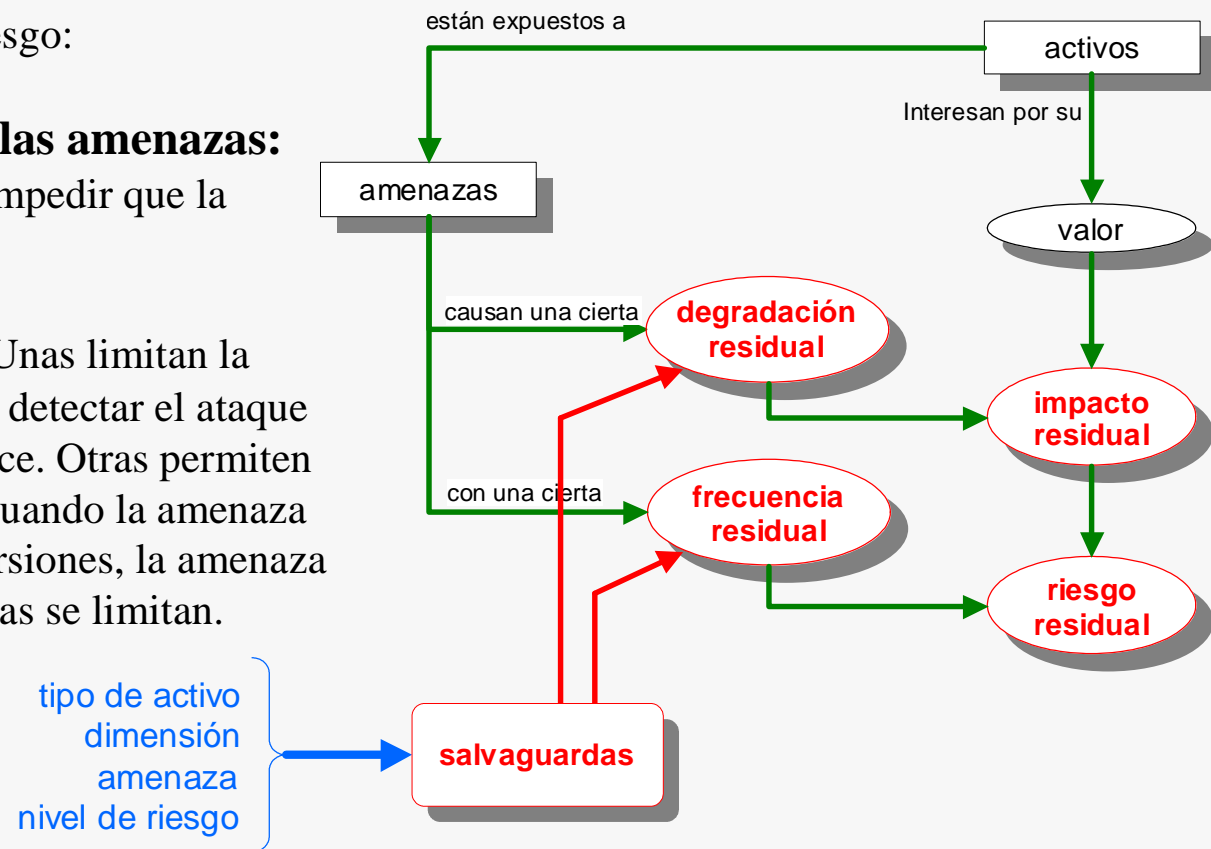 esgo:
las amenazas:
mpedir que la
Unas limitan la
detectar el ataque
ce. Otras permiten
uando la amenaza
rsiones, la amenaza
as se limitan.
están expuestos a
activos
Interesan por su
amenazas
valor
causan una cierta
degradación
residual
impacto
residual
con una cierta
frecuencia
residual
riesgo
residual
tipo de activo
dimensión
amenaza
nivel de riesgo
salvaguardas